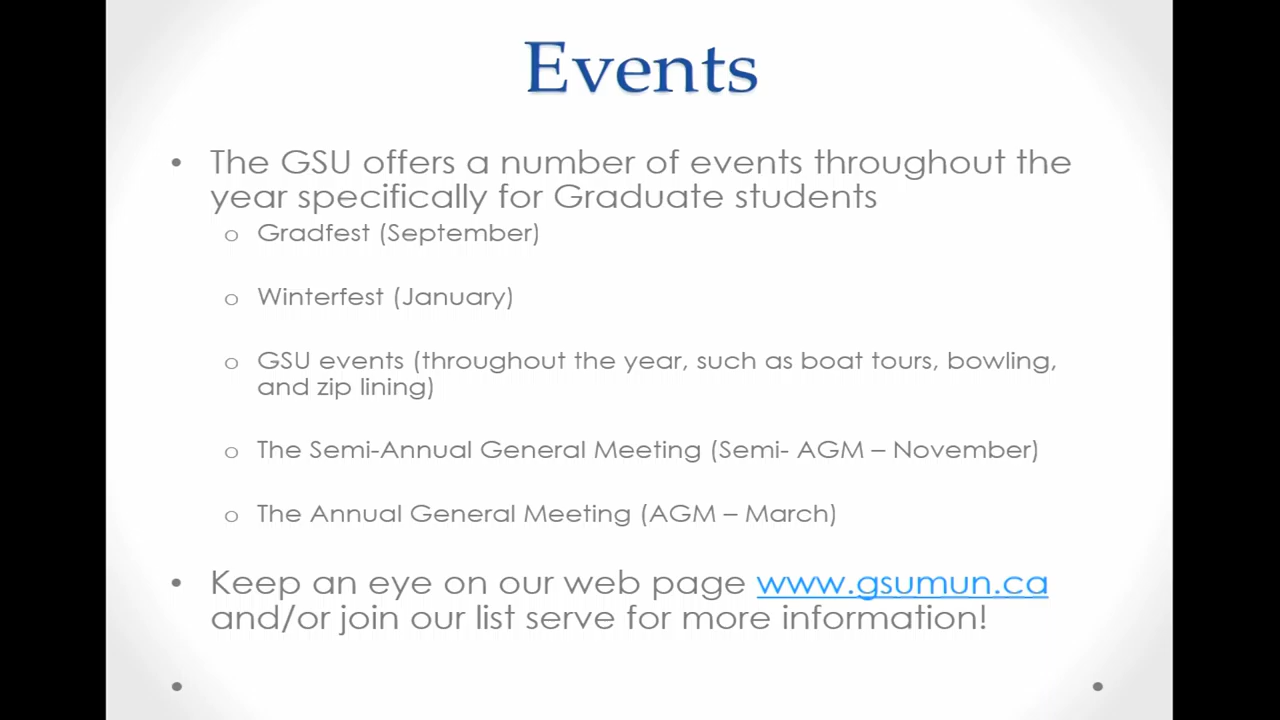 Events
• The GSU offers a number of events throughout the
year specifically for Graduate students
o Gradfest (September)
o Winterfest (January)
o GSU events (throughout the year, such as boat tours, bowling,
and zip lining)
o The Semi-Annual General Meeting (Semi- AGM – November)
o The Annual General Meeting (AGM – March)
• Keep an eye on our web page www.gsumun.ca
and/or join our list serve for more information!